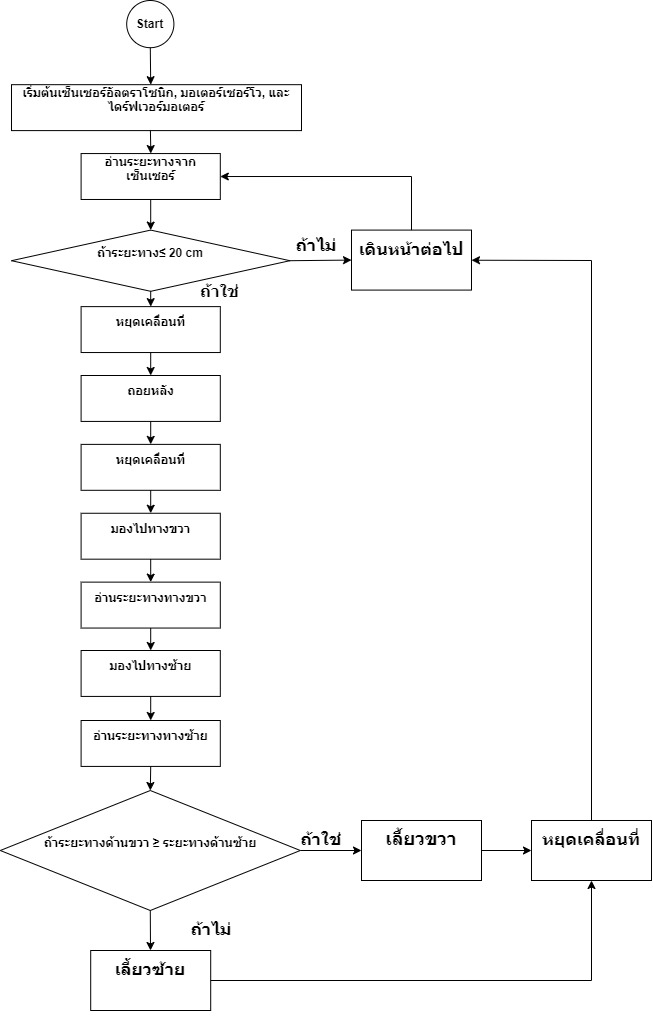 Start
เริ่มต้นเซ็นเซอร์อัลตราโซนิก, มอเตอร์เซอร์โว, และ
ไดร์ฟเวอร์มอเตอร์
อ่านระยะทางจาก
เซ็นเซอร์
ถ้าระยะทาง≤ 20 cm
ถ้าไม่
เดินหน้าต่อไป
ถ้าใช่
หยุดเคลื่อนที่
ถอยหลัง
หยุดเคลื่อนที่
มองไปทางขวา
อ่านระยะทางทางขวา
มองไปทางซ้าย
อ่านระยะทางทางซ้าย
ถ้าระยะทางด้านขวา ≥ ระยะทางด้านซ้าย
ถ้าใช่
เลี้ยวขวา
หยุดเคลื่อนที่
ถ้าไม่
เลี้ยวซ้าย